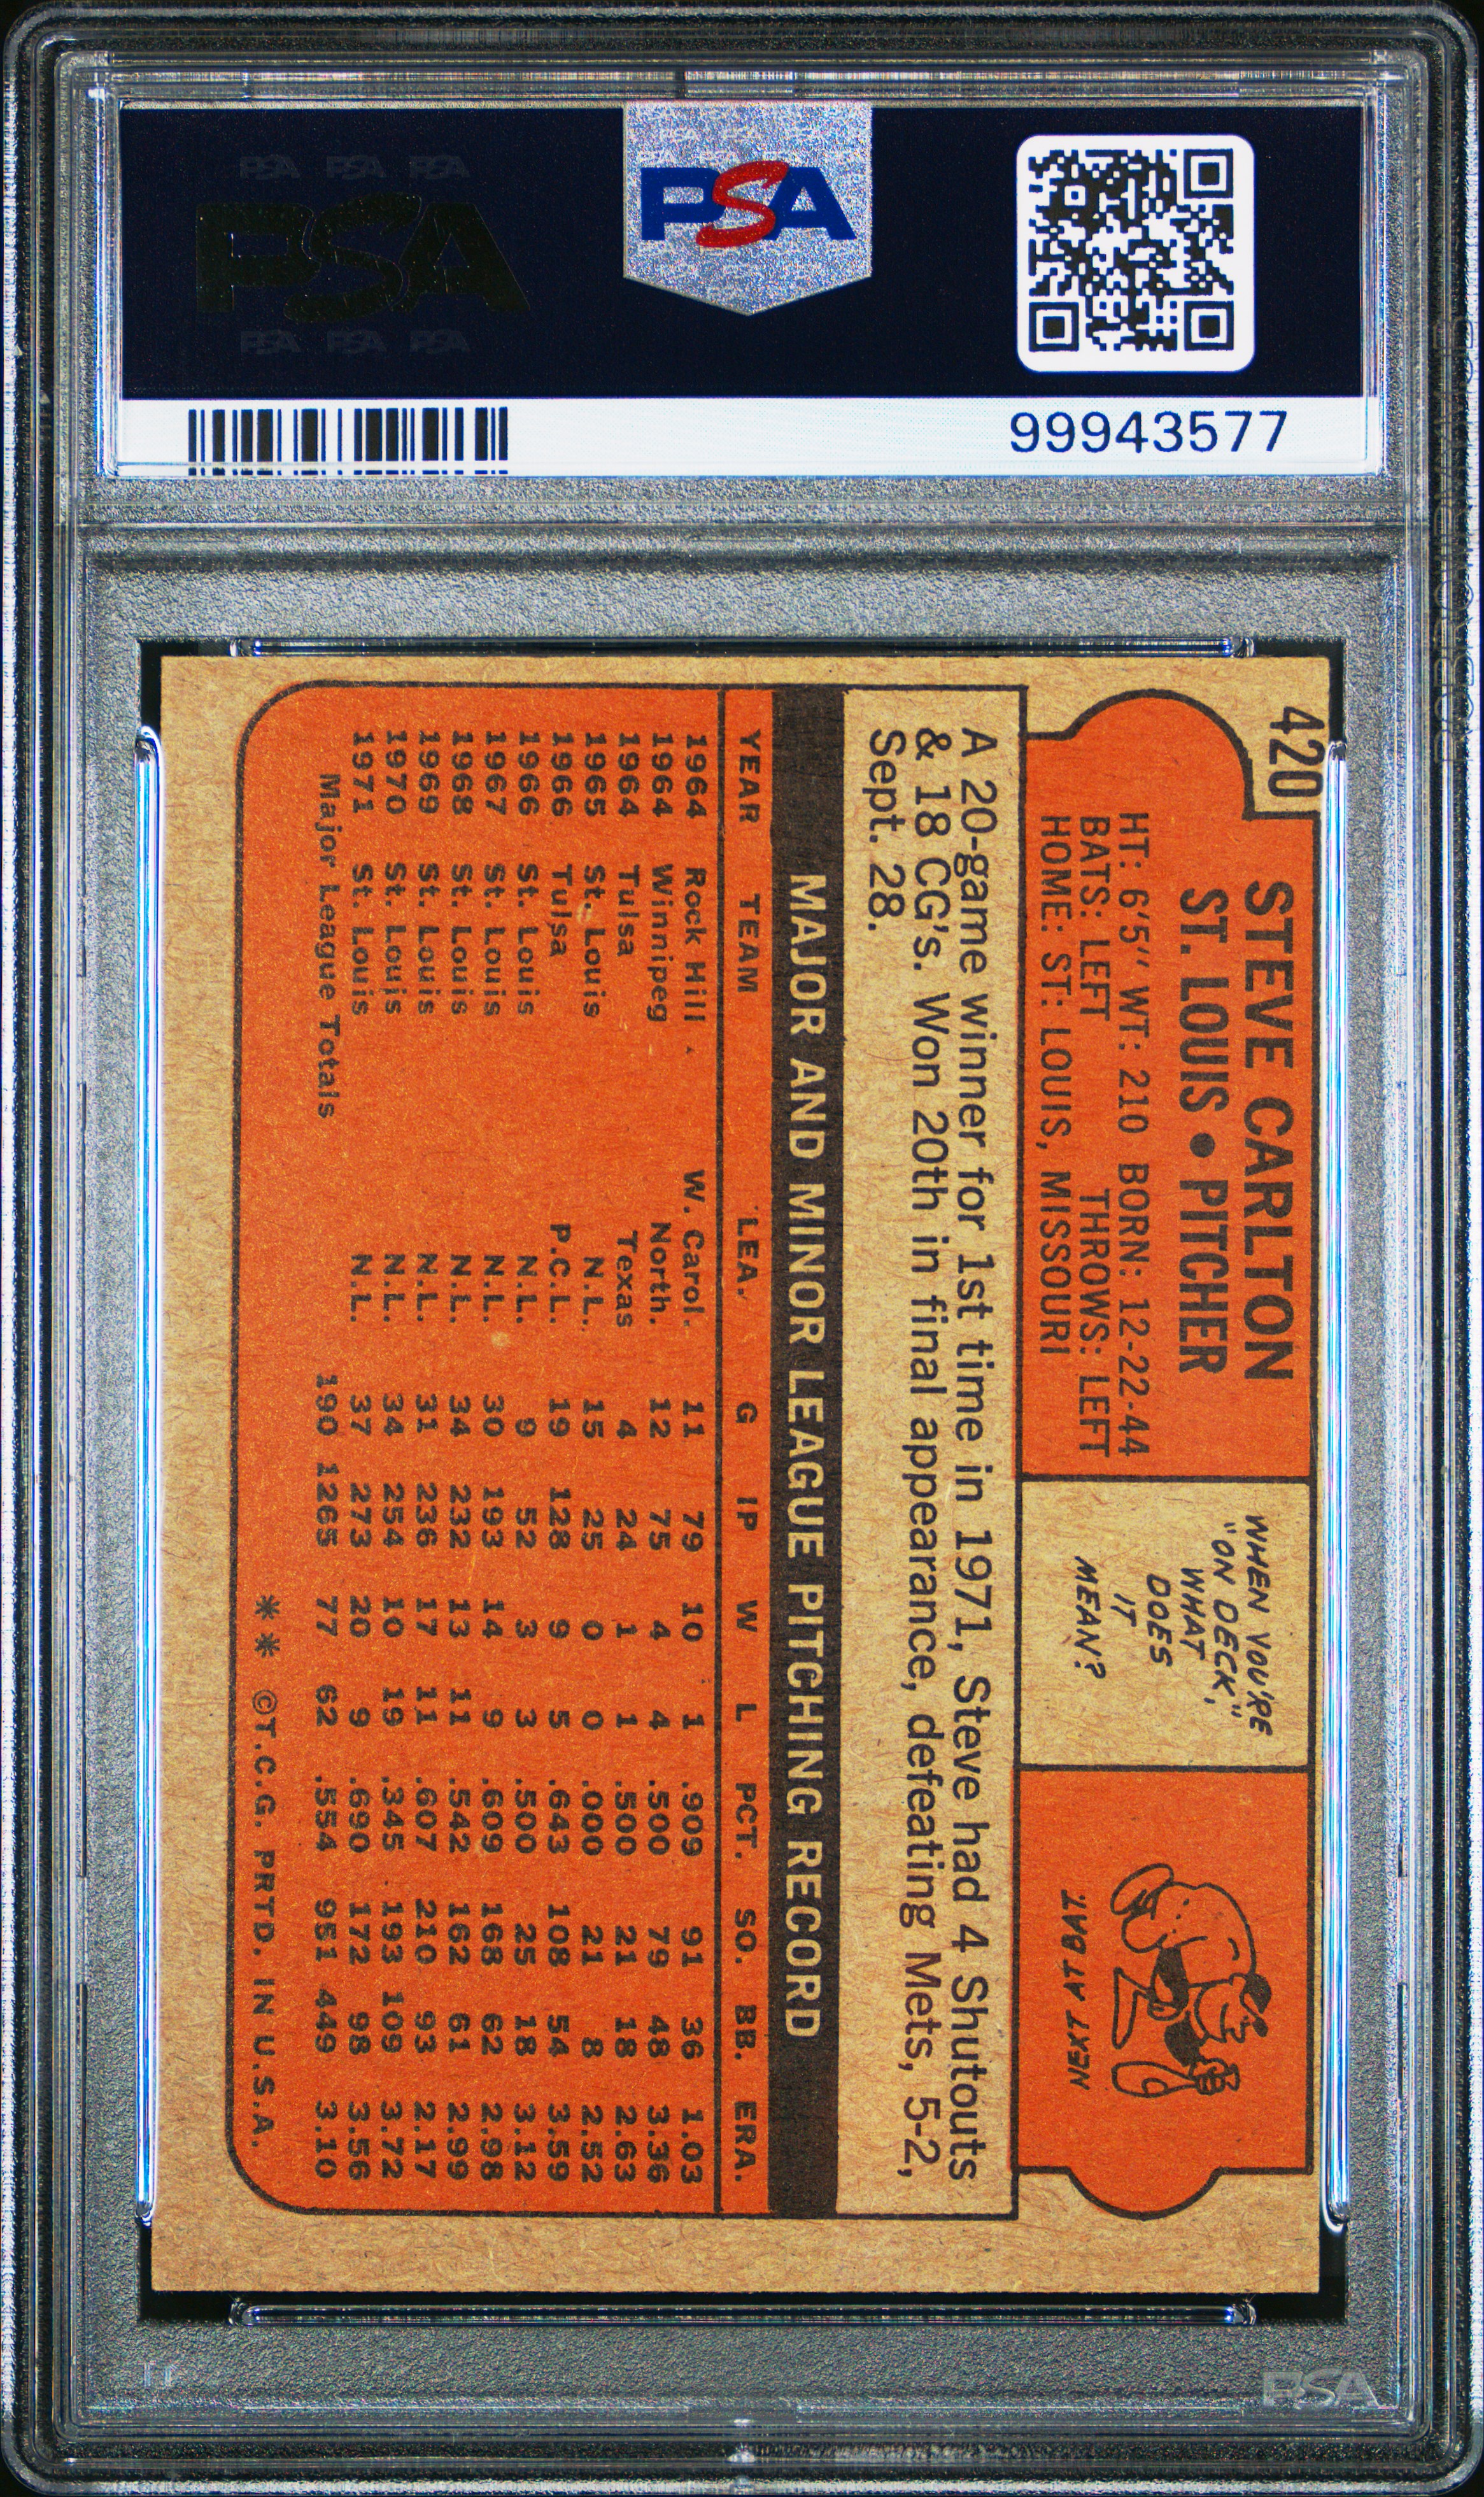 PSA PSA PSA
PSA
PSA PSA PSA
PSA
99943577
420
STEVE CARLTON
ST. LOUIS • PITCHER
HT: 6'5" WT: 210 BORN: 12-22-44
BATS: LEFT THROWS: LEFT
HOME: ST: LOUIS, MISSOURI
WHEN YOU'RE
"ON DECK,"
WHAT
DOES
IT
MEAN?
NEXT AT BAT.
A 20-game winner for 1st time in 1971, Steve had 4 Shutouts
& 18 CG's. Won 20th in final appearance, defeating Mets, 5-2,
Sept. 28.
MAJOR AND MINOR LEAGUE PITCHING RECORD
YEAR TEAM LEA. G IP W L PCT. SO. BB. ERA.
1964 Rock Hill W. Carol. 11 79 10 1 .909 91 36 1.03
1964 Winnipeg North. 12 75 4 4 .500 79 48 3.36
1964 Tulsa Texas 4 24 1 1 .500 21 18 2.63
1965 St. Louis N.L. 15 25 0 0 .000 21 8 2.52
1966 Tulsa P.C.L. 19 128 9 5 .643 108 54 3.59
1966 St. Louis N.L. 9 52 3 3 .500 25 18 3.12
1967 St. Louis N.L. 30 193 14 9 .609 168 62 2.98
1968 St. Louis N.L. 34 232 13 11 .542 162 61 2.99
1969 St. Louis N.L. 31 236 17 11 .607 210 93 2.17
1970 St. Louis N.L. 34 254 10 19 .345 193 109 3.72
1971 St. Louis N.L. 37 273 20 9 .690 172 98 3.56
Major League Totals 190 1265 77 62 .554 951 449 3.10
** ©T.C.G. PRTD. IN U.S.A.
PSA